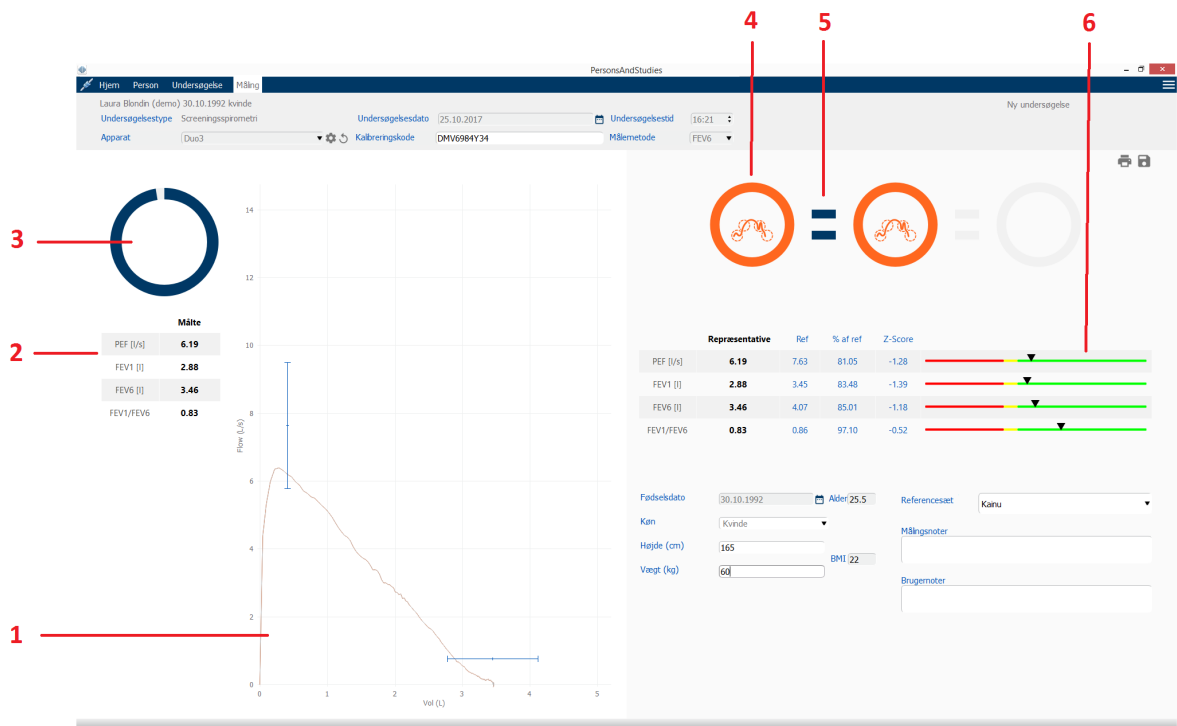 4
5
6
PersonsAndStudies
Hjem Person Undersøgelse Måling
Laura Blondin (demo) 30.10.1992 kvinde
Ny undersøgelse
Undersøgelsestype Screeningsspirometri Undersøgelsesdato 25.10.2017 Undersøgelsestid 16:21
Apparat Duo3 Kalibreringskode DMV6984Y34 Målemetode FEV6
3
2
Målte
PEF [l/s] 6.19
FEV1 [l] 2.88
FEV6 [l] 3.46
FEV1/FEV6 0.83
1
Flow (L/s)
14
12
10
8
6
4
2
0
0 1 2 3 4 5
Vol (L)
Repræsentative Ref % af ref Z-Score
PEF [l/s] 6.19 7.63 81.05 -1.28
FEV1 [l] 2.88 3.45 83.48 -1.39
FEV6 [l] 3.46 4.07 85.01 -1.18
FEV1/FEV6 0.83 0.86 97.10 -0.52
Fødselsdato 30.10.1992 Alder 25.5
Køn Kvinde
Højde (cm) 165
BMI 22
Vægt (kg) 60
Referencesæt Kainu
Målingsnoter
Brugernoter